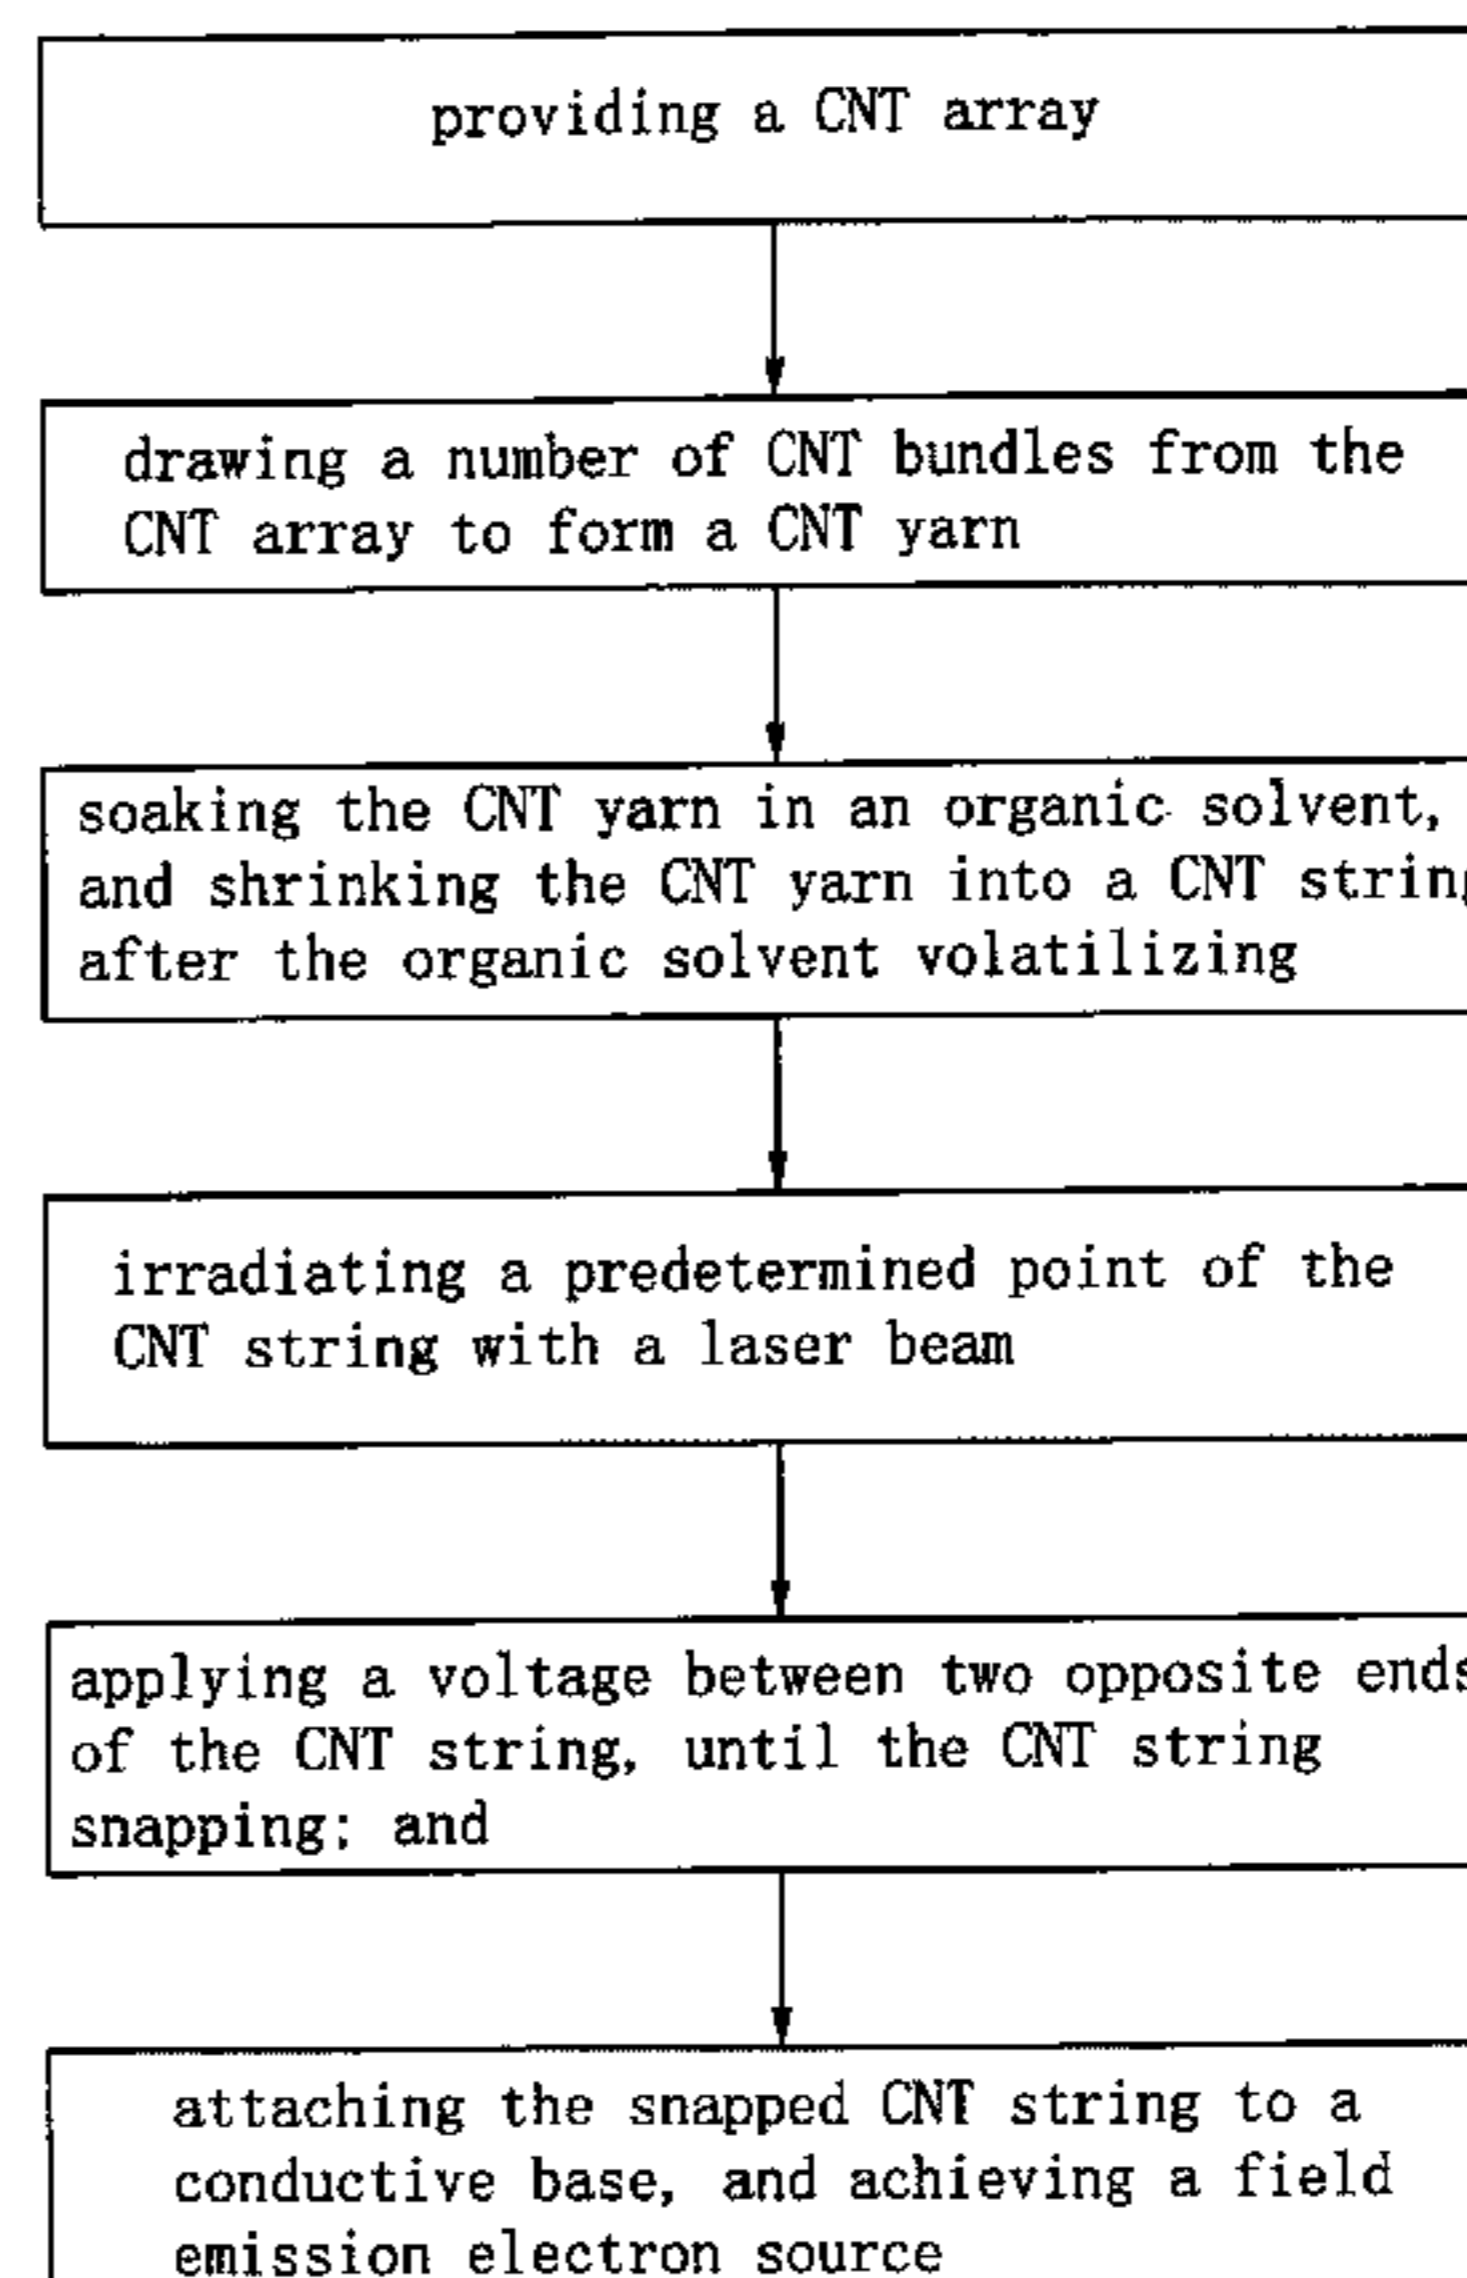 providing a CNT array
drawing a number of CNT bundles from the
CNT array to form a CNT yarn
soaking the CNT yarn in an organic solvent,
and shrinking the CNT yarn into a CNT string
after the organic solvent volatilizing
irradiating a predetermined point of the
CNT string with a laser beam
applying a voltage between two opposite ends
of the CNT string, until the CNT string
snapping; and
attaching the snapped CNT string to a
conductive base, and achieving a field
emission electron source